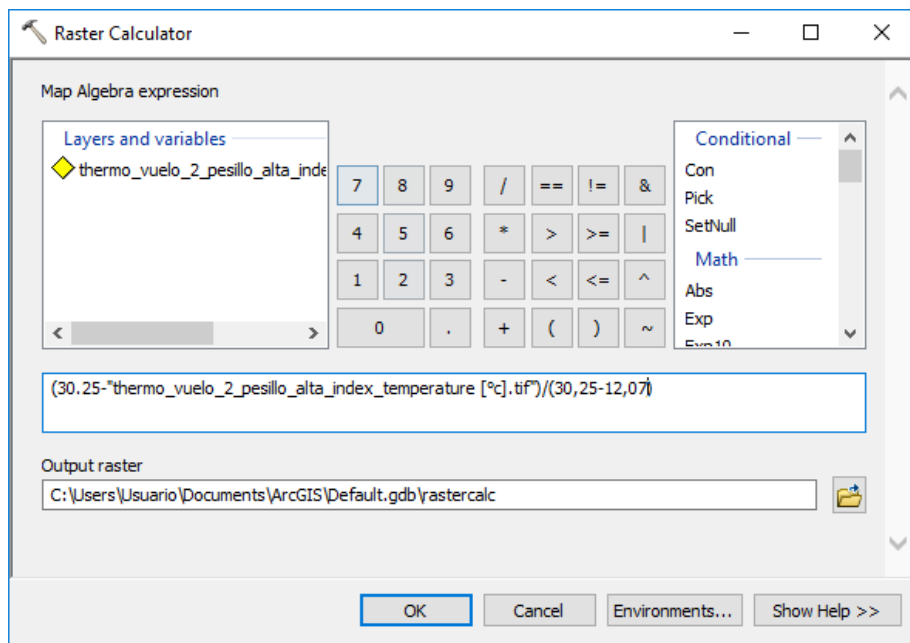 Raster Calculator
Map Algebra expression
Layers and variables
thermo_vuelo_2_pesillo_alta_inde
7 8 9 / == != &
4 5 6 * > >= |
1 2 3 - < <= ^
0 . + ( ) ~
Conditional
Con
Pick
SetNull
Math
Abs
Exp
Exp10
(30.25-"thermo_vuelo_2_pesillo_alta_index_temperature [°c].tif")/(30,25-12,07)
Output raster
C:\Users\Usuario\Documents\ArcGIS\Default.gdb\rastercalc
OK Cancel Environments... Show Help >>